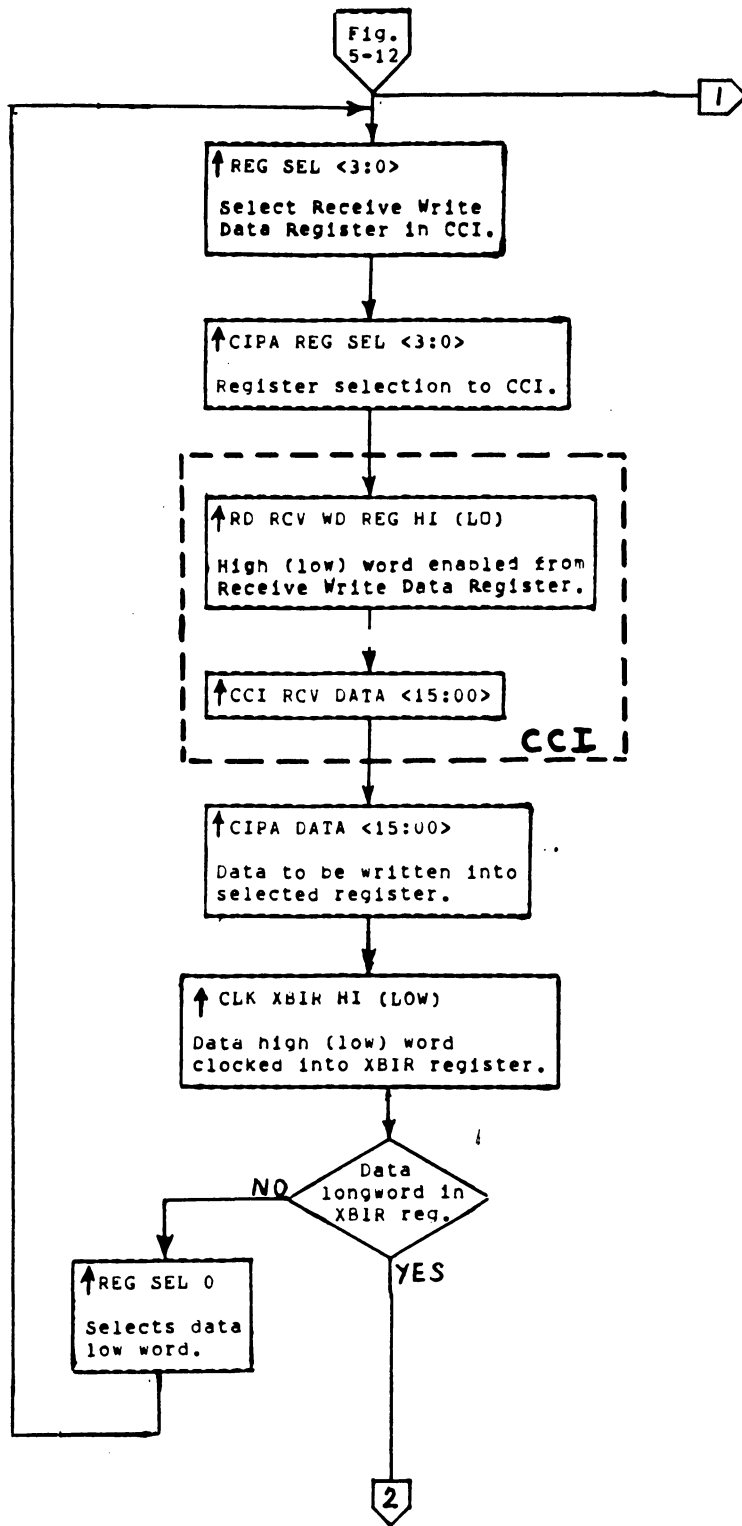 Fig.
5-12
1
↑REG SEL <3:0>
Select Receive Write
Data Register in CCI.
↑CIPA REG SEL <3:0>
Register selection to CCI.
↑RD RCV WD REG HI (LO)
High (low) word enabled from
Receive Write Data Register.
↑CCI RCV DATA <15:00>
CCI
↑CIPA DATA <15:00>
Data to be written into
selected register.
↑ CLK XBIR HI (LOW)
Data high (low) word
clocked into XBIR register.
Data
longword in
XBIR reg.
NO
YES
↑REG SEL 0
Selects data
low word.
2